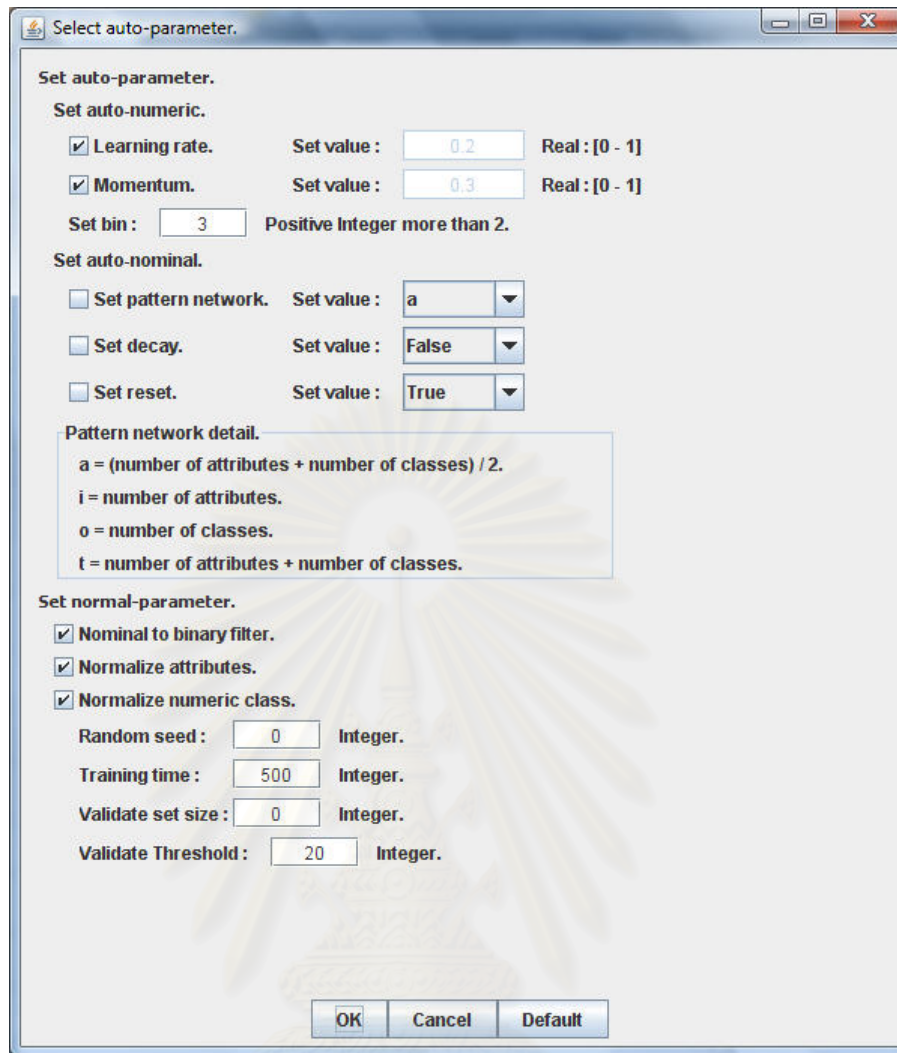 Select auto-parameter.
Set auto-parameter.
Set auto-numeric.
Learning rate. Set value : 0.2 Real : [0 - 1]
Momentum. Set value : 0.3 Real : [0 - 1]
Set bin : 3 Positive Integer more than 2.
Set auto-nominal.
Set pattern network. Set value : a
Set decay. Set value : False
Set reset. Set value : True
Pattern network detail.
a = (number of attributes + number of classes) / 2.
i = number of attributes.
o = number of classes.
t = number of attributes + number of classes.
Set normal-parameter.
Nominal to binary filter.
Normalize attributes.
Normalize numeric class.
Random seed : 0 Integer.
Training time : 500 Integer.
Validate set size : 0 Integer.
Validate Threshold : 20 Integer.
OK Cancel Default